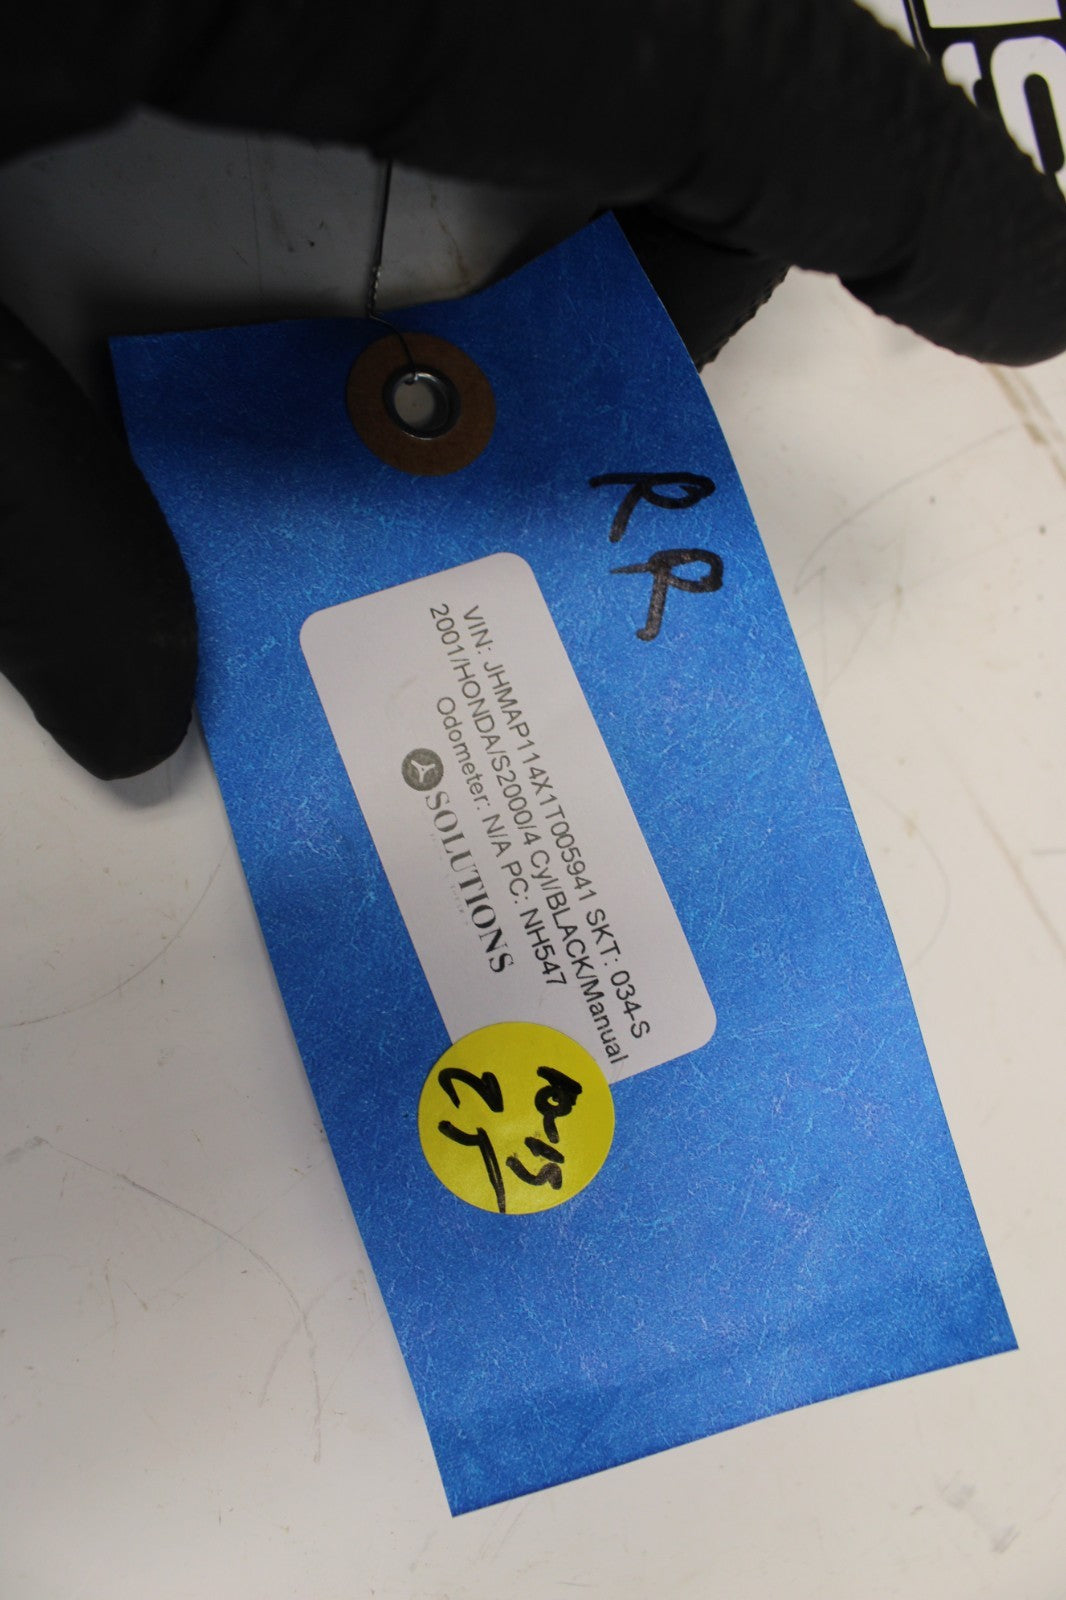 RR
VIN: JHMAP114X1T005941 SKT: 034-S
2001/HONDA/S2000/4 Cyl/BLACK/Manual
Odometer: N/A PC: NH547
SOLUTIONS